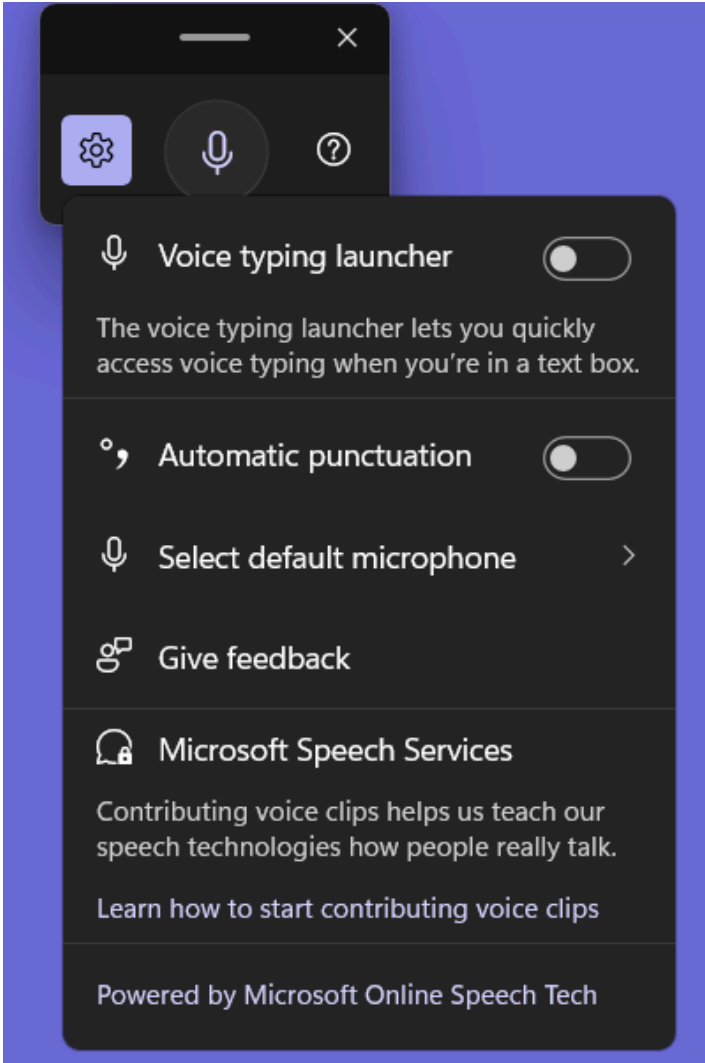 Voice typing launcher
The voice typing launcher lets you quickly
access voice typing when you’re in a text box.
Automatic punctuation
Select default microphone
Give feedback
Microsoft Speech Services
Contributing voice clips helps us teach our
speech technologies how people really talk.
Learn how to start contributing voice clips
Powered by Microsoft Online Speech Tech